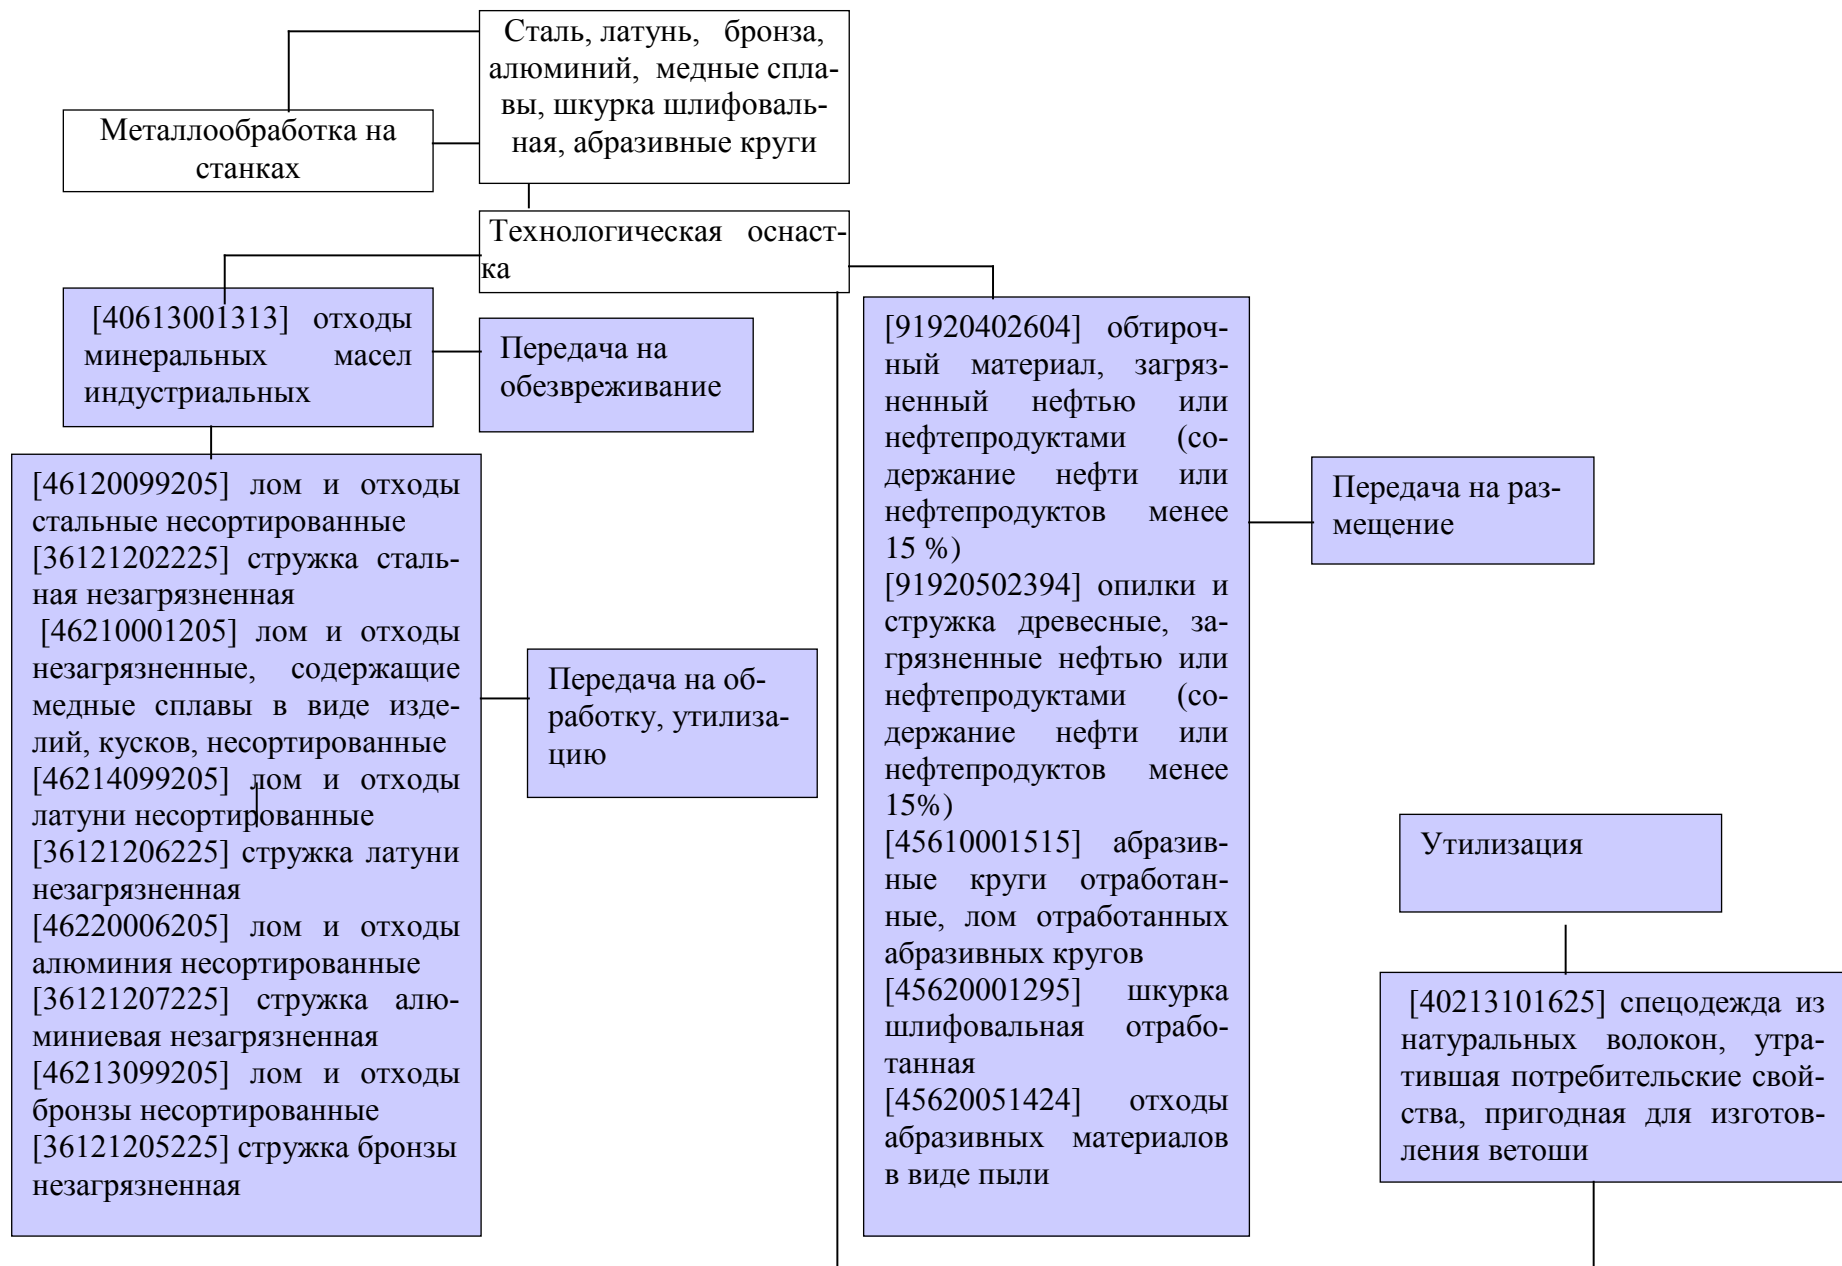 Сталь, латунь, бронза,
алюминий, медные спла-
вы, шкурка шлифоваль-
ная, абразивные круги
Металлообработка на
станках
Технологическая оснаст-
ка
[40613001313] отходы
минеральных масел
индустриальных
Передача на
обезвреживание
[46120099205] лом и отходы
стальные несортированные
[36121202225] стружка сталь-
ная незагрязненная
[46210001205] лом и отходы
незагрязненные, содержащие
медные сплавы в виде изде-
лий, кусков, несортированные
[46214099205] лом и отходы
латуни несортированные
[36121206225] стружка латуни
незагрязненная
[46220006205] лом и отходы
алюминия несортированные
[36121207225] стружка алю-
миниевая незагрязненная
[46213099205] лом и отходы
бронзы несортированные
[36121205225] стружка бронзы
незагрязненная
Передача на об-
работку, утилиза-
цию
[91920402604] обтироч-
ный материал, загряз-
ненный нефтью или
нефтепродуктами (со-
держание нефти или
нефтепродуктов менее
15 %)
[91920502394] опилки и
стружка древесные, за-
грязненные нефтью или
нефтепродуктами (со-
держание нефти или
нефтепродуктов менее
15%)
[45610001515] абразив-
ные круги отработан-
ные, лом отработанных
абразивных кругов
[45620001295] шкурка
шлифовальная отрабо-
танная
[45620051424] отходы
абразивных материалов
в виде пыли
Передача на раз-
мещение
Утилизация
[40213101625] спецодежда из
натуральных волокон, утра-
тившая потребительские свой-
ства, пригодная для изготов-
ления ветоши